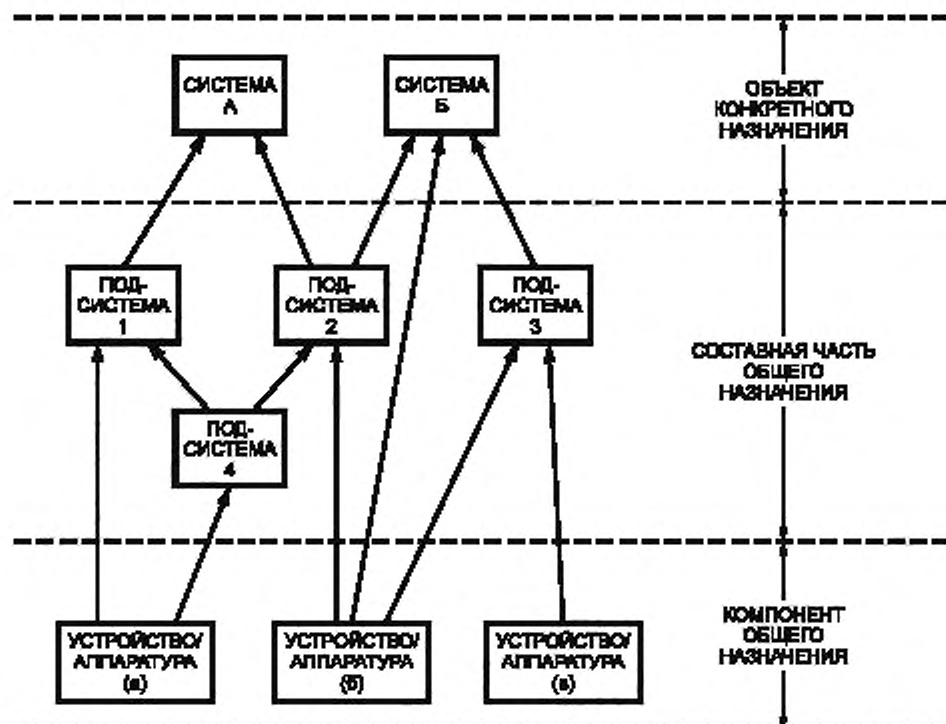 СИСТЕМА
А
СИСТЕМА
Б
ОБЪЕКТ
КОНКРЕТНОГО
НАЗНАЧЕНИЯ
ПОД-
СИСТЕМА
1
ПОД-
СИСТЕМА
2
ПОД-
СИСТЕМА
3
СОСТАВНАЯ ЧАСТЬ
ОБЩЕГО
НАЗНАЧЕНИЯ
ПОД-
СИСТЕМА
4
УСТРОЙСТВО/
АППАРАТУРА
(а)
УСТРОЙСТВО/
АППАРАТУРА
(б)
УСТРОЙСТВО/
АППАРАТУРА
(в)
КОМПОНЕНТ
ОБЩЕГО
НАЗНАЧЕНИЯ